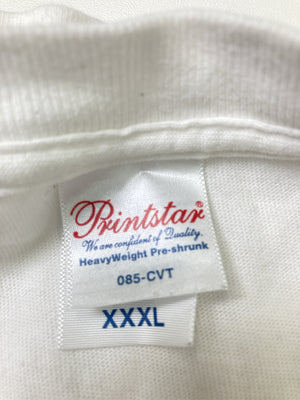 Printstar®
We are confident of Quality.
HeavyWeight Pre-shrunk
085-CVT
XXXL